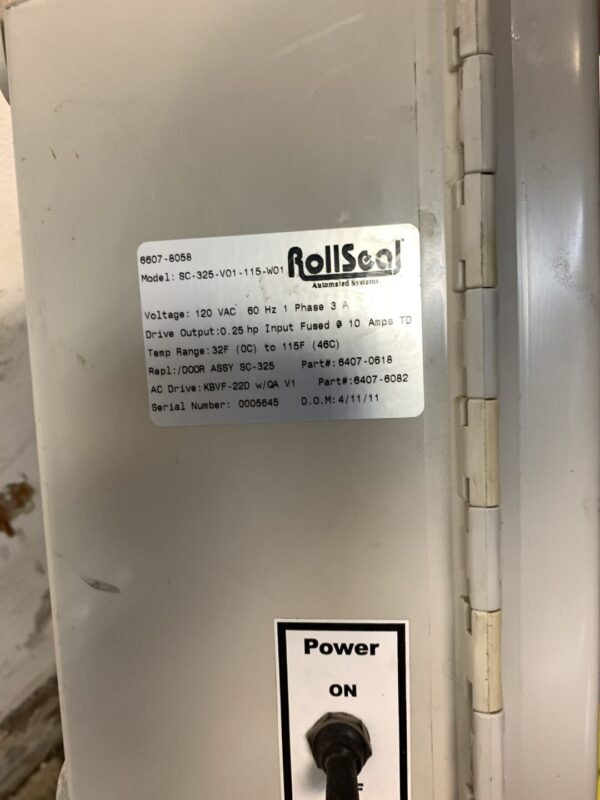 6607-8058
Model: SC-325-V01-115-W01
RollSeal
Automated Systems
Voltage: 120 VAC 60 Hz 1 Phase 3 A
Drive Output:0.25 hp Input Fused @ 10 Amps TD
Temp Range:32F (0C) to 115F (46C)
Repl:/DOOR ASSY SC-325 Part#:6407-0618
AC Drive:KBVF-22D w/QA V1 Part#:6407-6082
Serial Number: 0005645 D.O.M:4/11/11
Power
ON